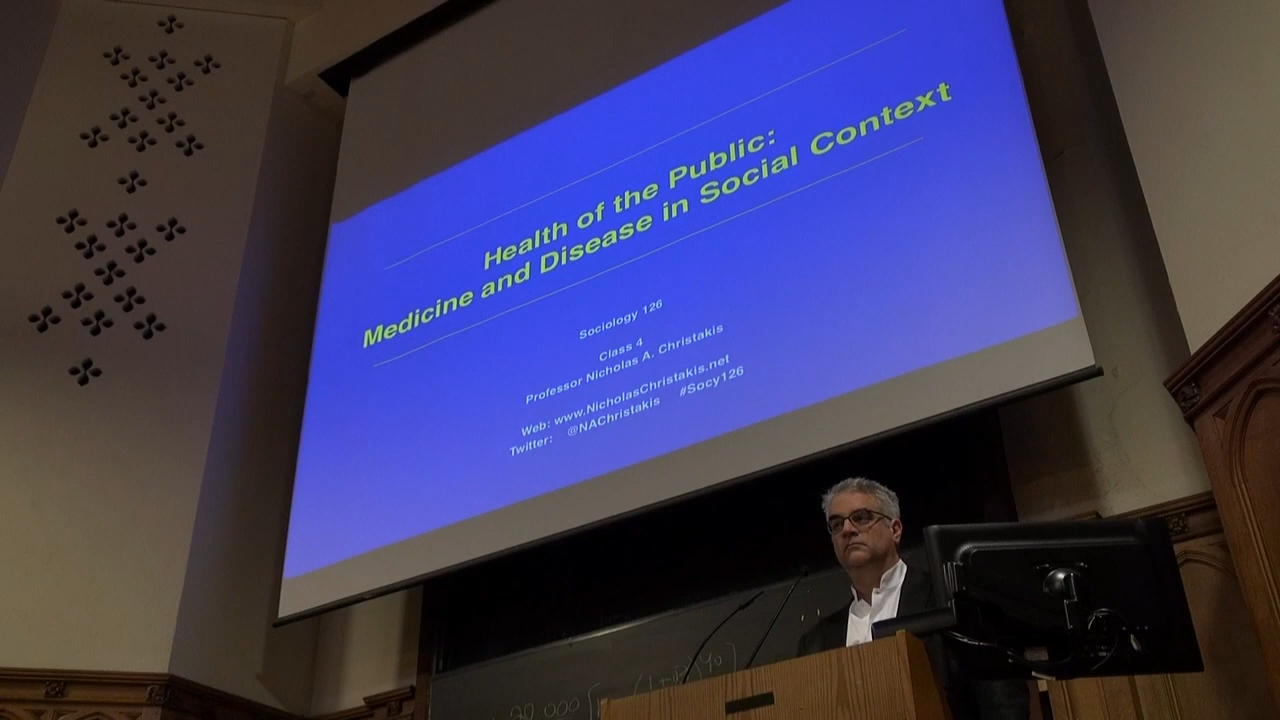 Health of the Public:
Medicine and Disease in Social Context
Sociology 126
Class 4
Professor Nicholas A. Christakis
Web: www.NicholasChristakis.net
Twitter: @NAChristakis #Socy126